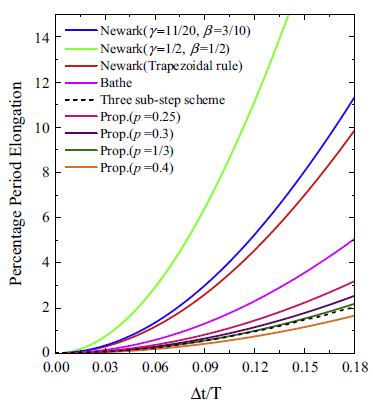 14
12
10
8
6
4
2
0
Percentage Period Elongation
Newark(γ=11/20, β=3/10)
Newark(γ=1/2, β=1/2)
Newark(Trapezoidal rule)
Bathe
Three sub-step scheme
Prop.(p=0.25)
Prop.(p=0.3)
Prop.(p=1/3)
Prop.(p=0.4)
0.00 0.03 0.06 0.09 0.12 0.15 0.18
Δt/T